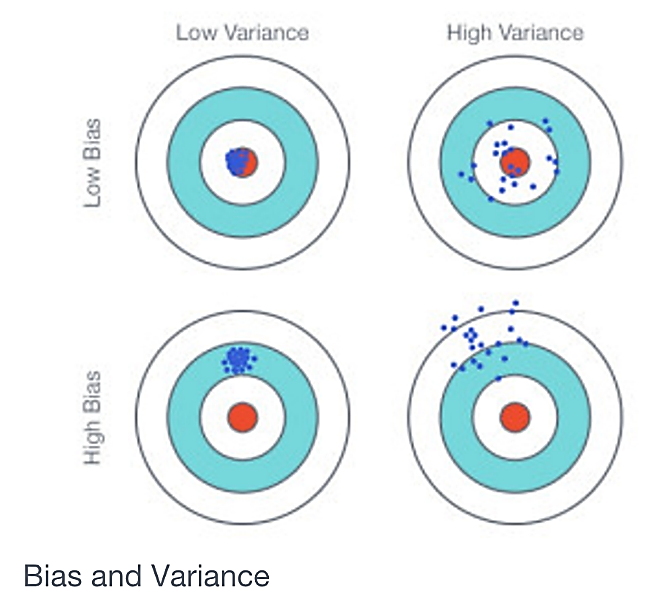 Low Variance
High Variance
Low Bias
High Bias
Bias and Variance